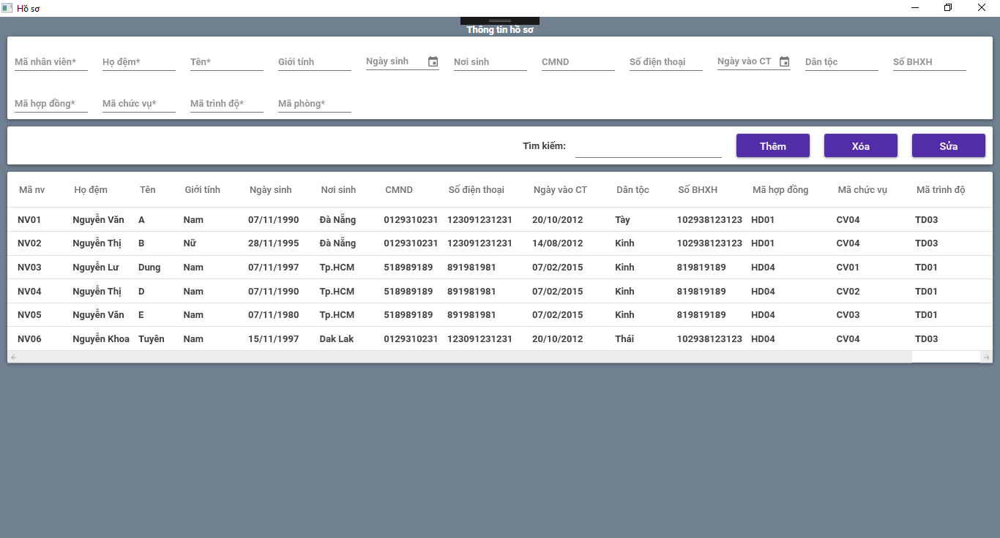 Hồ sơ
Thông tin hồ sơ
Mã nhân viên* Họ đệm* Tên* Giới tính Ngày sinh Nơi sinh CMND Số điện thoại Ngày vào CT Dân tộc Số BHXH
Mã hợp đồng* Mã chức vụ* Mã trình độ* Mã phòng*
Tìm kiếm: Thêm Xóa Sửa
Mã nv Họ đệm Tên Giới tính Ngày sinh Nơi sinh CMND Số điện thoại Ngày vào CT Dân tộc Số BHXH Mã hợp đồng Mã chức vụ Mã trình độ
NV01 Nguyễn Văn A Nam 07/11/1990 Đà Nẵng 0129310231 123091231231 20/10/2012 Tày 102938123123 HD01 CV04 TD03
NV02 Nguyễn Thị B Nữ 28/11/1995 Đà Nẵng 0129310231 123091231231 14/08/2012 Kinh 102938123123 HD01 CV04 TD03
NV03 Nguyễn Lư Dung Nam 07/11/1997 Tp.HCM 518989189 891981981 07/02/2015 Kinh 819819189 HD04 CV01 TD01
NV04 Nguyễn Thị D Nam 07/11/1990 Tp.HCM 518989189 891981981 07/02/2015 Kinh 819819189 HD04 CV02 TD01
NV05 Nguyễn Văn E Nam 07/11/1980 Tp.HCM 518989189 891981981 07/02/2015 Kinh 819819189 HD04 CV03 TD01
NV06 Nguyễn Khoa Tuyên Nam 15/11/1997 Dak Lak 0129310231 123091231231 20/10/2012 Thái 102938123123 HD04 CV04 TD03